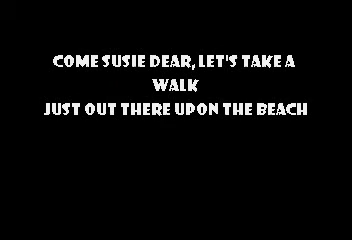 COME SUSIE DEAR, LET'S TAKE A
WALK
JUST OUT THERE UPON THE BEACH